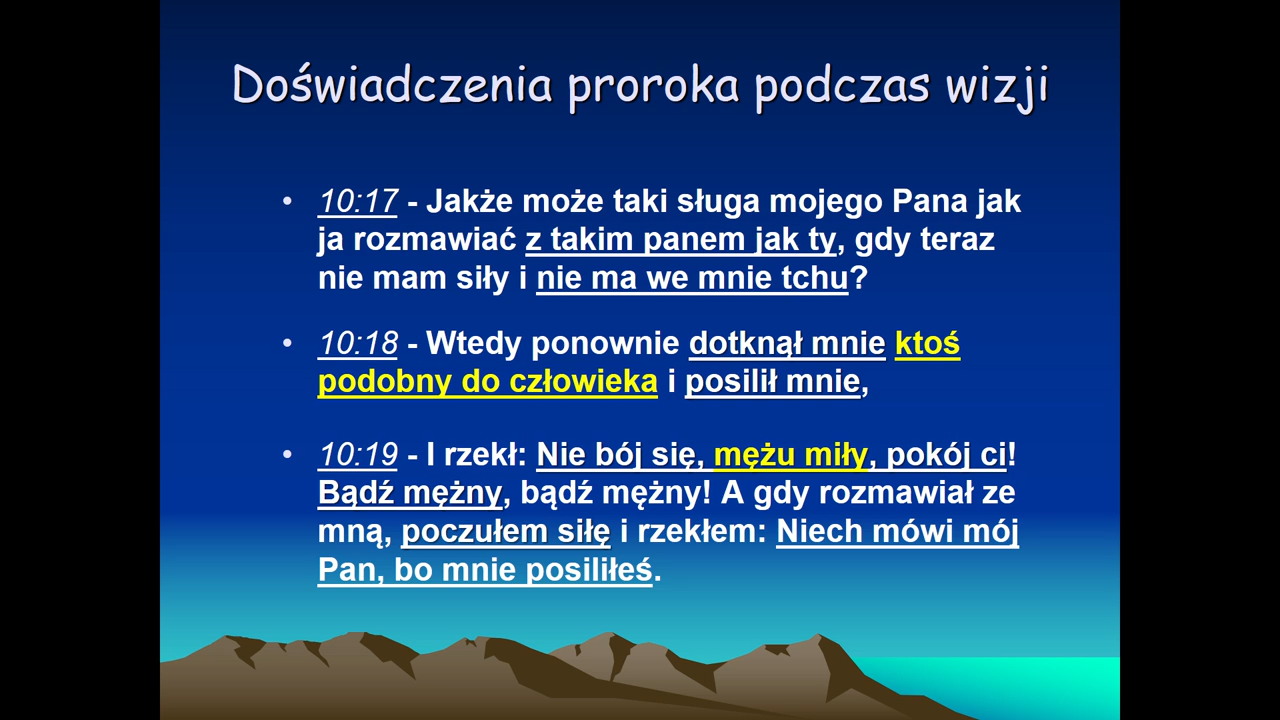 Doświadczenia proroka podczas wizji
• 10:17 - Jakże może taki sługa mojego Pana jak
ja rozmawiać z takim panem jak ty, gdy teraz
nie mam siły i nie ma we mnie tchu?
• 10:18 - Wtedy ponownie dotknął mnie ktoś
podobny do człowieka i posilił mnie,
• 10:19 - I rzekł: Nie bój się, mężu miły, pokój ci!
Bądź mężny, bądź mężny! A gdy rozmawiał ze
mną, poczułem siłę i rzekłem: Niech mówi mój
Pan, bo mnie posiliłeś.